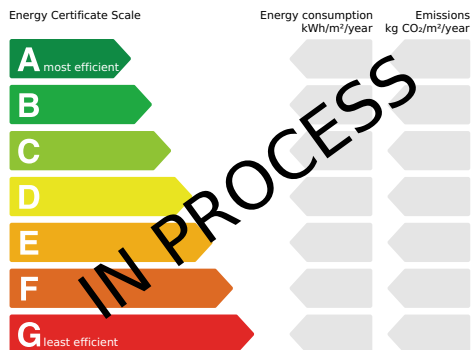 Energy Certificate Scale
Energy consumption
kWh/m²/year
Emissions
kg CO₂/m²/year
A most efficient
B
C
D
E
F
G least efficient
IN PROCESS